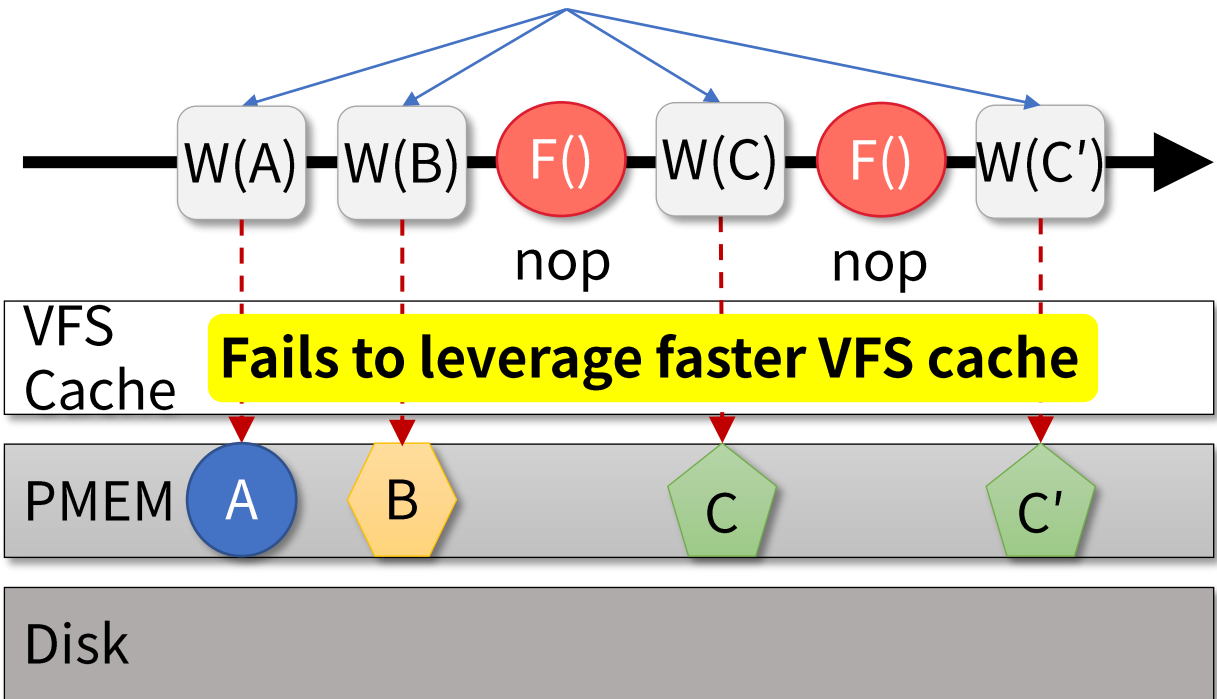 W(A) W(B) F() W(C) F() W(C')
nop nop
VFS
Cache
Fails to leverage faster VFS cache
PMEM A B C C'
Disk